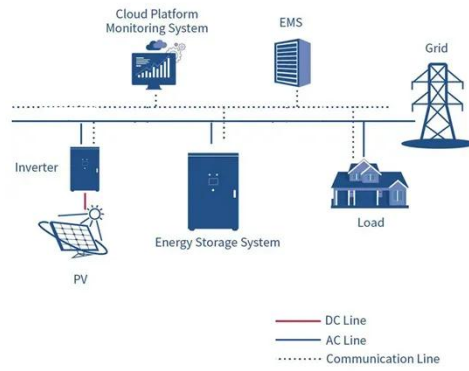 Cloud Platform
Monitoring System
EMS
Grid
Inverter
Energy Storage System
Load
PV
DC Line
AC Line
Communication Line